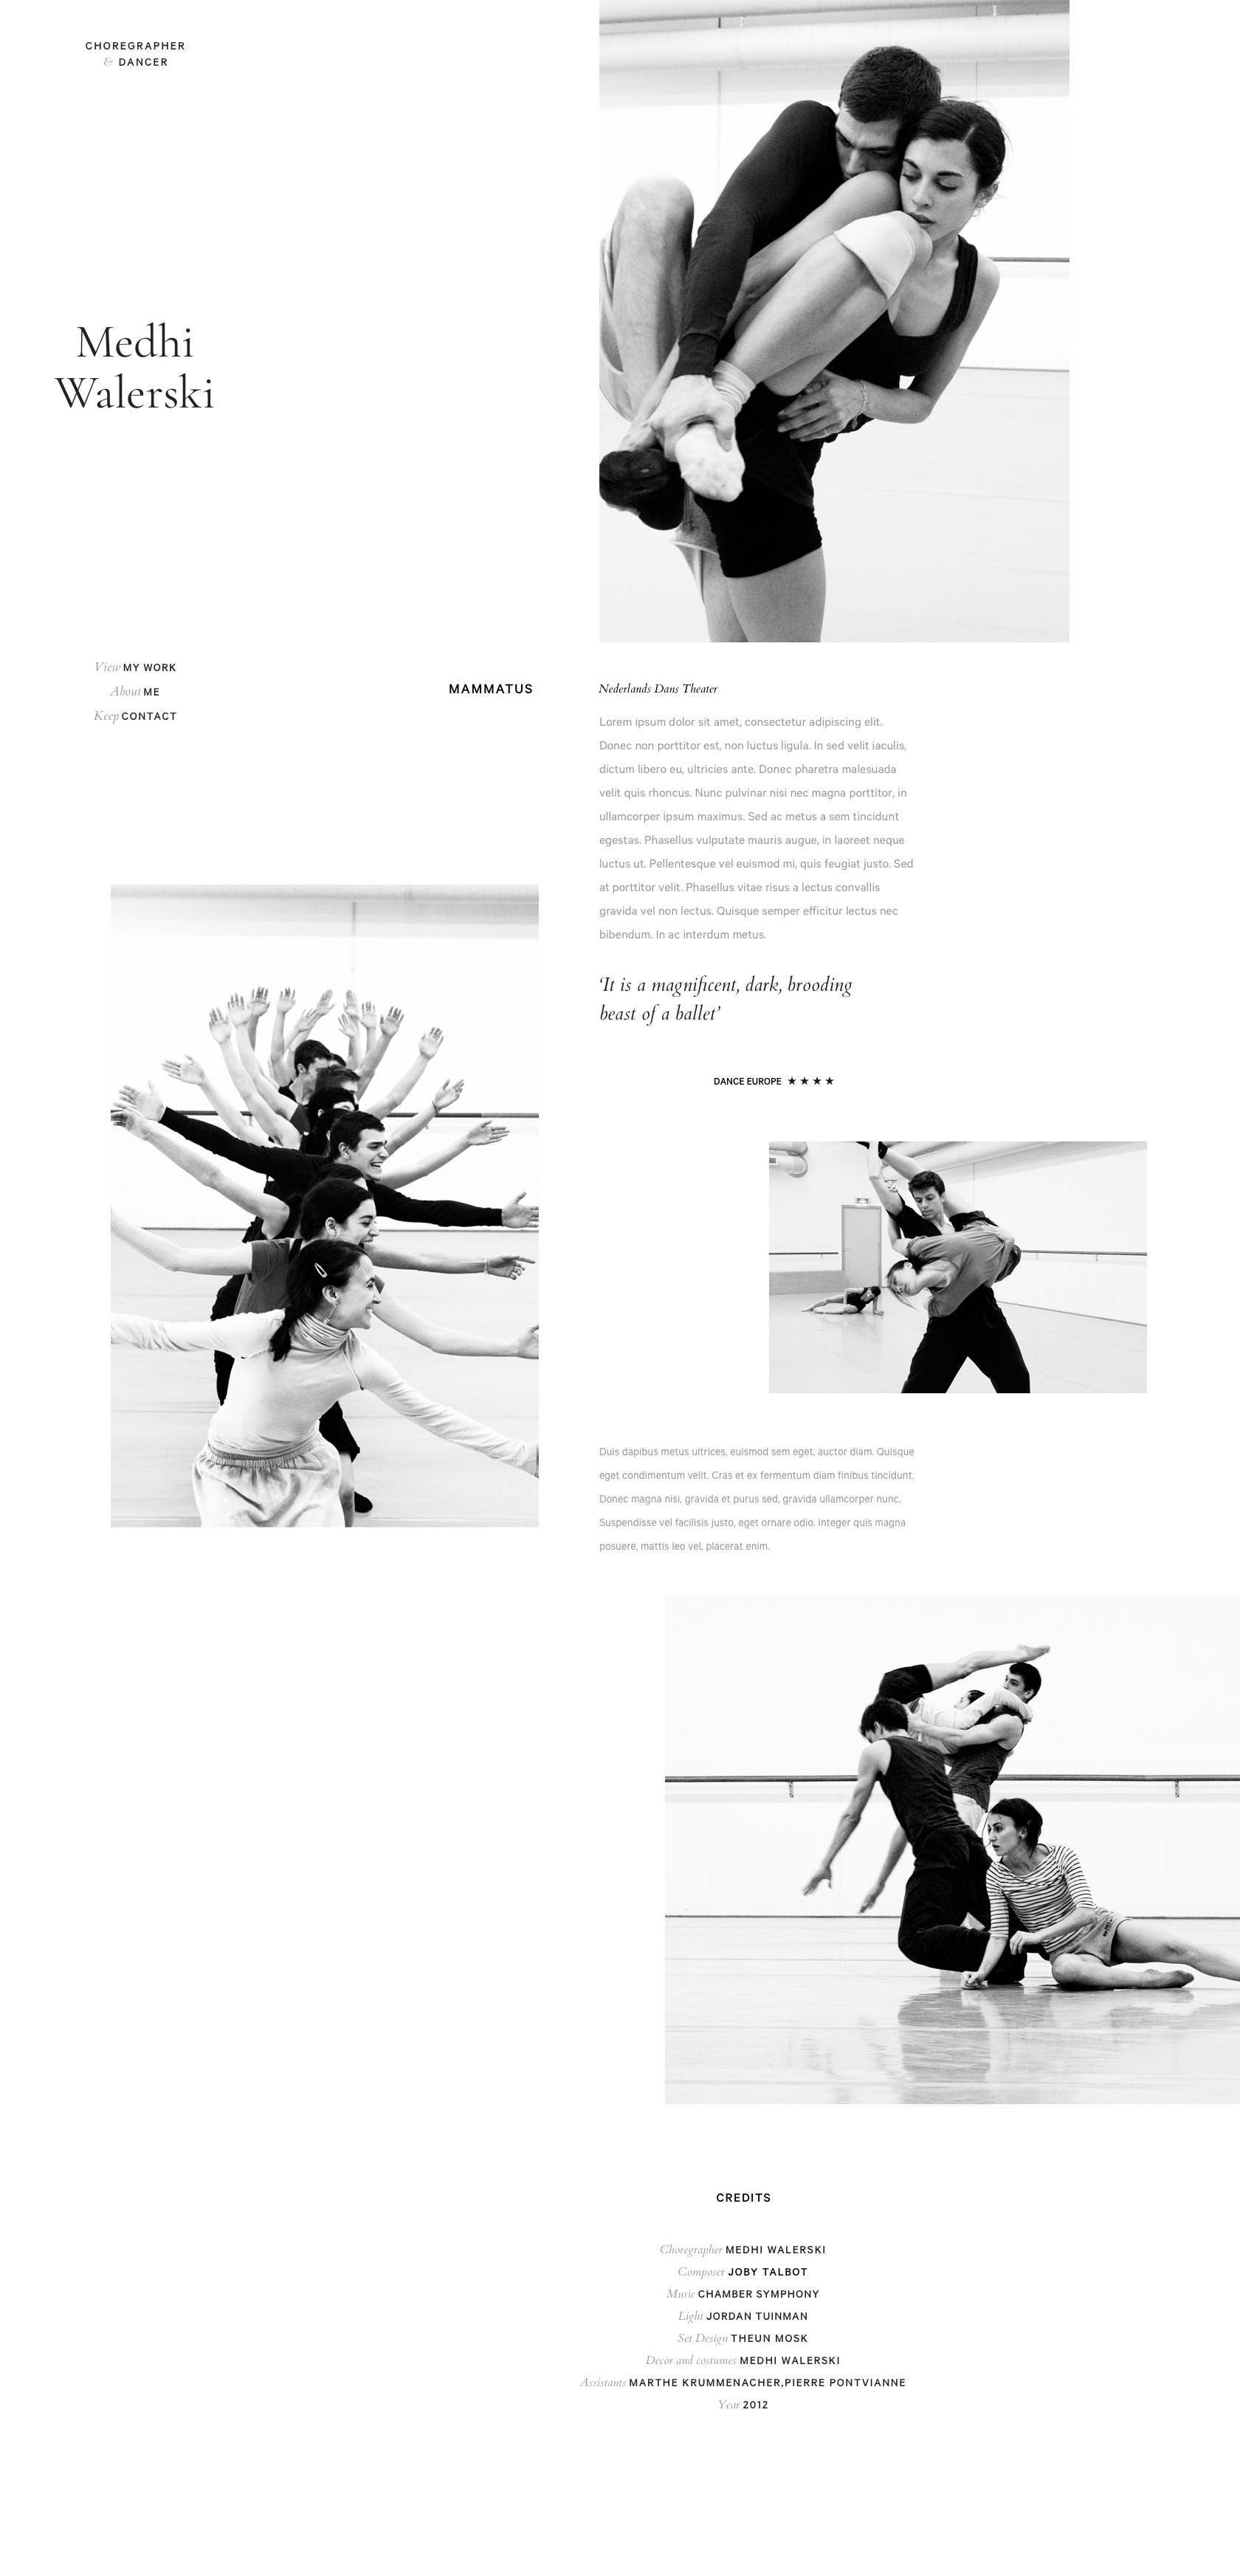 CHOREGRAPHER
& DANCER
Medhi
Walerski
View MY WORK
About ME
Keep CONTACT
MAMMATUS
Nederlands Dans Theater
Lorem ipsum dolor sit amet, consectetur adipiscing elit.
Donec non porttitor est, non luctus ligula. In sed velit iaculis,
dictum libero eu, ultricies ante. Donec pharetra malesuada
velit quis rhoncus. Nunc pulvinar nisi nec magna porttitor, in
ullamcorper ipsum maximus. Sed ac metus a sem tincidunt
egestas. Phasellus vulputate mauris augue, in laoreet neque
luctus ut. Pellentesque vel euismod mi, quis feugiat justo. Sed
at porttitor velit. Phasellus vitae risus a lectus convallis
gravida vel non lectus. Quisque semper efficitur lectus nec
bibendum. In ac interdum metus.
‘It is a magnificent, dark, brooding
beast of a ballet’
DANCE EUROPE ★ ★ ★ ★
Duis dapibus metus ultrices, euismod sem eget, auctor diam. Quisque
eget condimentum velit. Cras et ex fermentum diam finibus tincidunt.
Donec magna nisi, gravida et purus sed, gravida ullamcorper nunc.
Suspendisse vel facilisis justo, eget ornare odio. Integer quis magna
posuere, mattis leo vel, placerat enim.
CREDITS
Choregrapher MEDHI WALERSKI
Composer JOBY TALBOT
Music CHAMBER SYMPHONY
Light JORDAN TUINMAN
Set Design THEUN MOSK
Decor and costumes MEDHI WALERSKI
Assistants MARTHE KRUMMENACHER,PIERRE PONTVIANNE
Year 2012